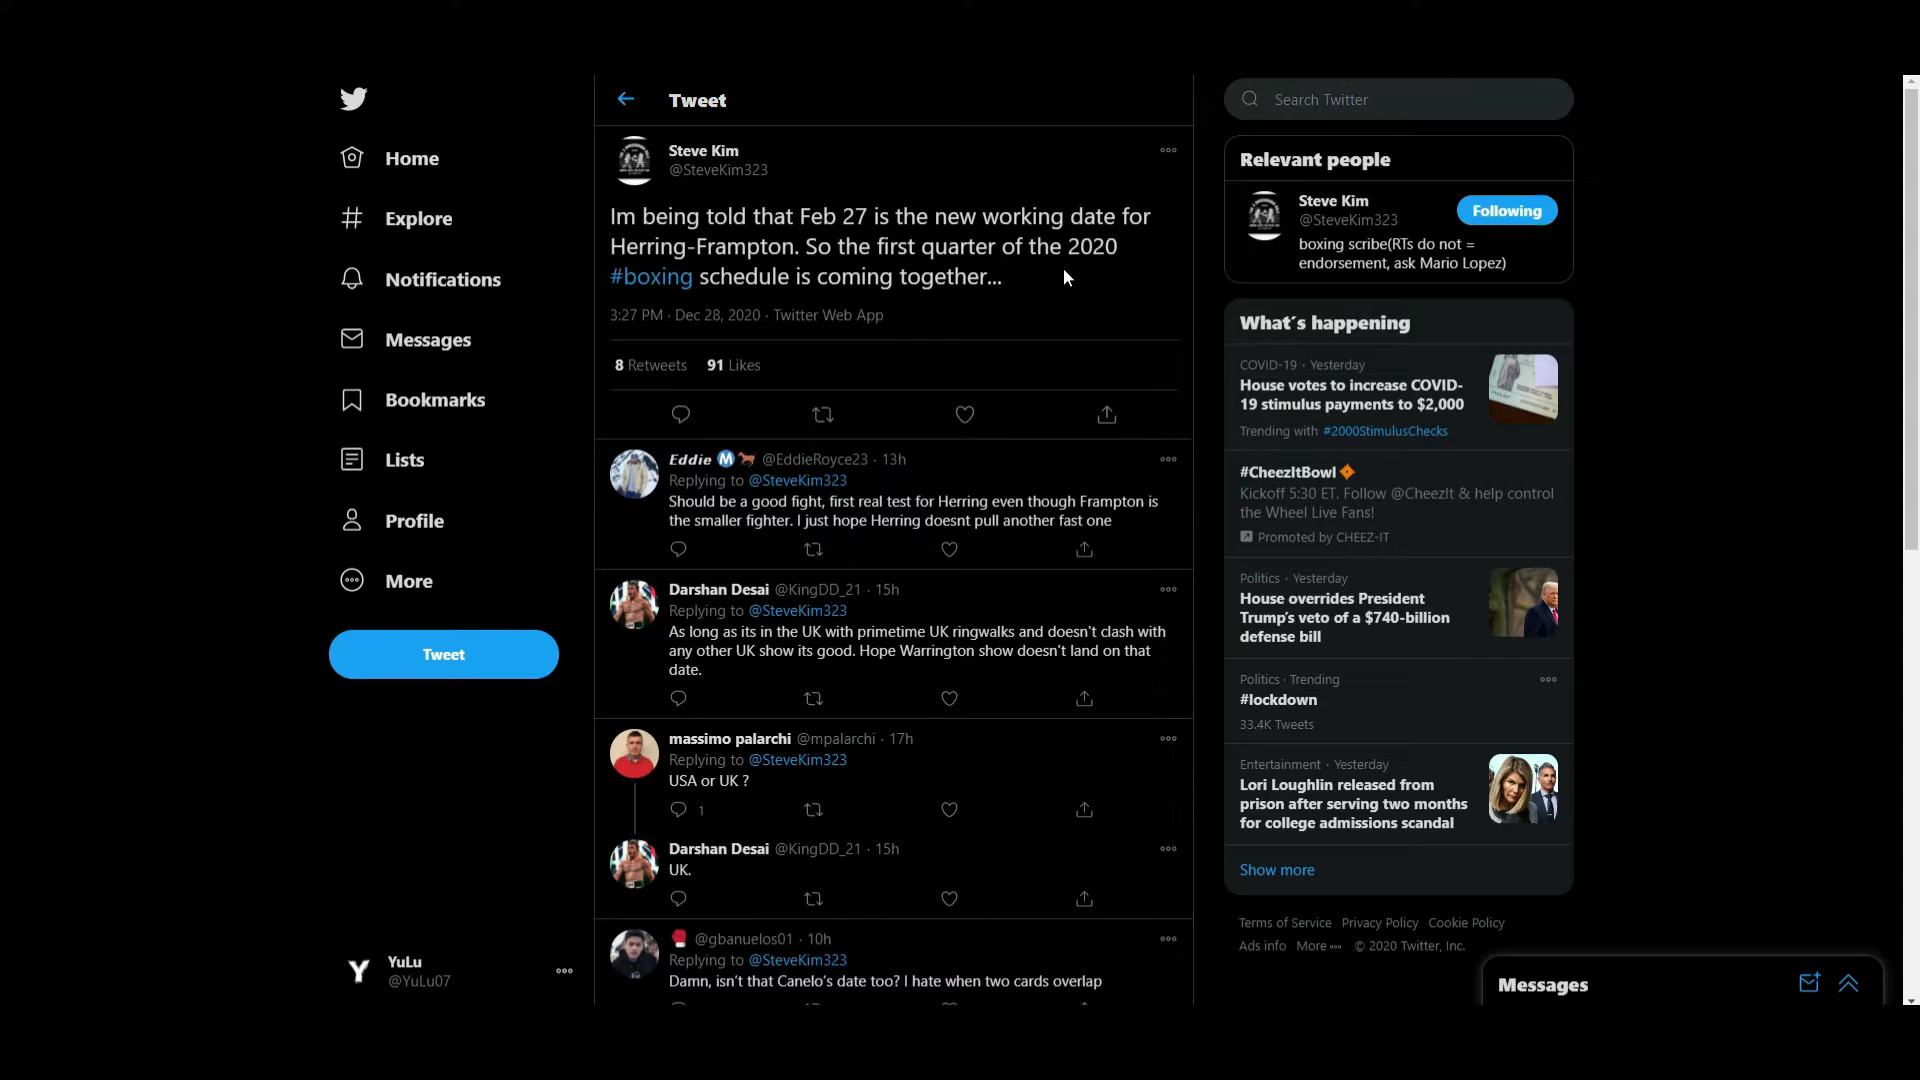 Home
Explore
Notifications
Messages
Bookmarks
Lists
Profile
More
Tweet
YuLu
@YuLu07
Tweet
Steve Kim
@SteveKim323
Im being told that Feb 27 is the new working date for
Herring-Frampton. So the first quarter of the 2020
#boxing schedule is coming together...
3:27 PM · Dec 28, 2020 · Twitter Web App
8 Retweets 91 Likes
Eddie M @EddieRoyce23 · 13h
Replying to @SteveKim323
Should be a good fight, first real test for Herring even though Frampton is
the smaller fighter. I just hope Herring doesnt pull another fast one
Darshan Desai @KingDD_21 · 15h
Replying to @SteveKim323
As long as its in the UK with primetime UK ringwalks and doesn't clash with
any other UK show its good. Hope Warrington show doesn't land on that
date.
massimo palarchi @mpalarchi · 17h
Replying to @SteveKim323
USA or UK ?
1
Darshan Desai @KingDD_21 · 15h
UK.
@gbanuelos01 · 10h
Replying to @SteveKim323
Damn, isn't that Canelo's date too? I hate when two cards overlap
Search Twitter
Relevant people
Steve Kim
@SteveKim323
Following
boxing scribe(RTs do not =
endorsement, ask Mario Lopez)
What's happening
COVID-19 · Yesterday
House votes to increase COVID-
19 stimulus payments to $2,000
Trending with #2000StimulusChecks
#CheezItBowl
Kickoff 5:30 ET. Follow @CheezIt & help control
the Wheel Live Fans!
Promoted by CHEEZ-IT
Politics · Yesterday
House overrides President
Trump's veto of a $740-billion
defense bill
Politics · Trending
#lockdown
33.4K Tweets
Entertainment · Yesterday
Lori Loughlin released from
prison after serving two months
for college admissions scandal
Show more
Terms of Service Privacy Policy Cookie Policy
Ads info More © 2020 Twitter, Inc.
Messages